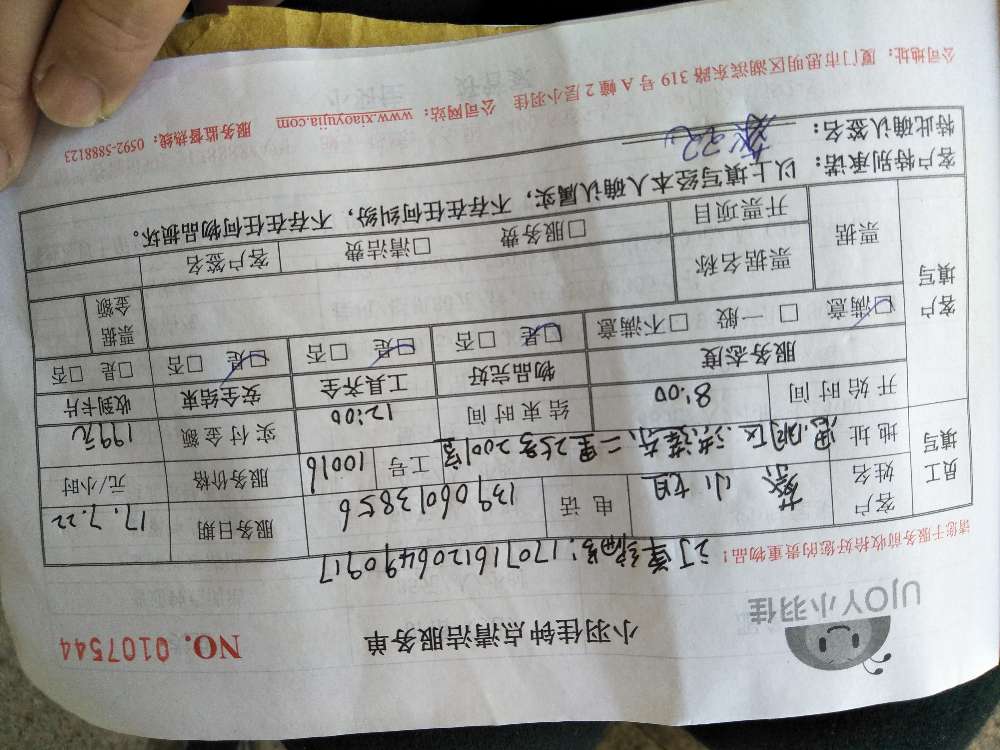 UJOY小羽佳
小羽佳钟点清洁服务单
NO. 0107544
请您于服务前收拾好您的贵重物品!
订单编号: 1707161206490917
员工填写
客户姓名 蔡小姐 电话 13906013856 服务日期 17.7.22
地址 思明区 二里25号2001室 工号 10016 服务价格 元/小时
开始时间 8:00 结束时间 12:00 实付金额 199元
客户填写
服务态度 物品完好 工具齐全 安全结束 收到卡片
□满意 □一般 □不满意 □是 □否 □是 □否 □是 □否 □是 □否
票据 票据名称 票据金额
开票项目 □服务费 □清洁费 客户签名
客户特别承诺: 以上填写经本人确认属实,不存在任何纠纷,不存在任何物品损坏。
特此确认签名:
公司地址: 厦门市思明区湖滨东路 319 号 A 幢 2 层小羽佳 公司网站: www.xiaoyujia.com 服务监督热线: 0592-5888123